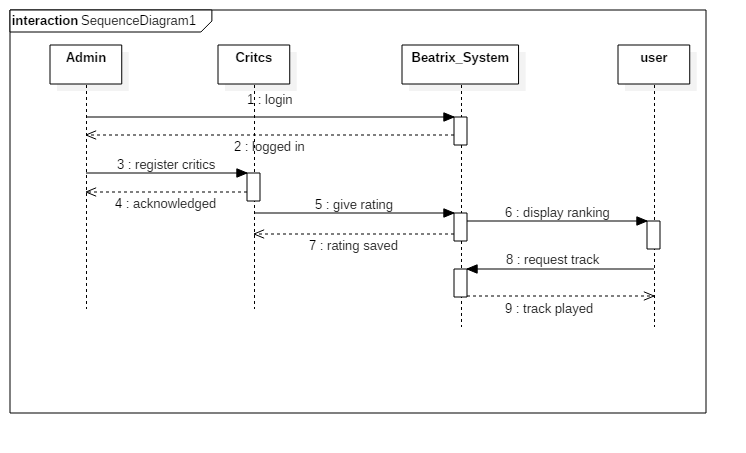 interaction SequenceDiagram1
Admin
Critcs
Beatrix_System
user
1 : login
2 : logged in
3 : register critics
4 : acknowledged
5 : give rating
6 : display ranking
7 : rating saved
8 : request track
9 : track played